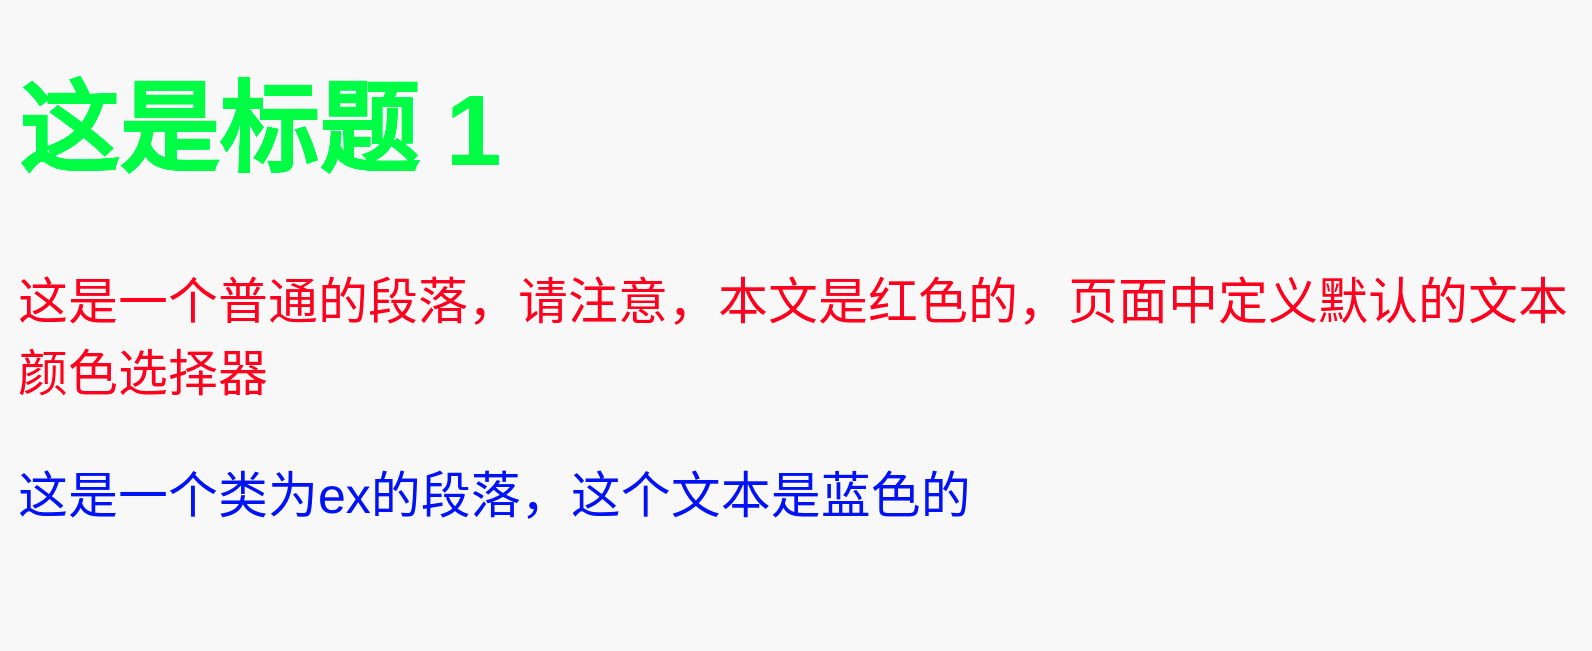 这是标题 1
这是一个普通的段落，请注意，本文是红色的，页面中定义默认的文本
颜色选择器
这是一个类为ex的段落，这个文本是蓝色的